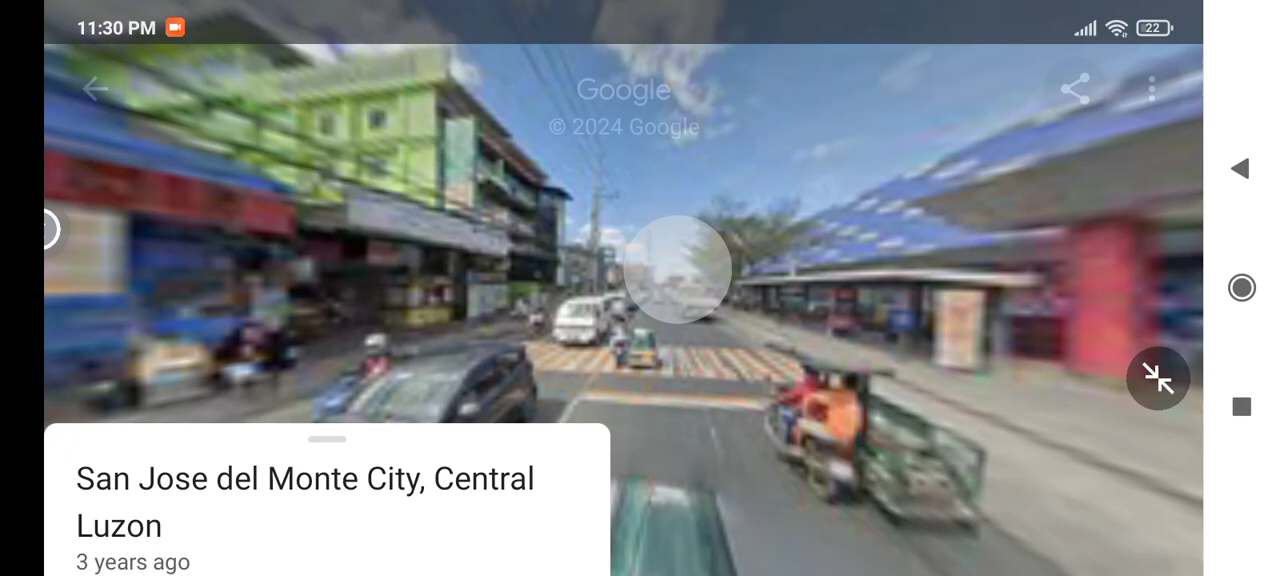 11:30 PM
22
Google
© 2024 Google
San Jose del Monte City, Central
Luzon
3 years ago